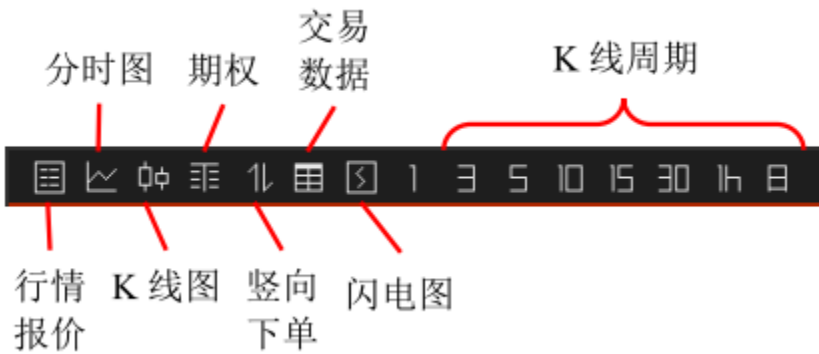 交易
数据
分时图
期权
K 线周期
1 3 5 10 15 30 1h 日
行情
报价
K 线图
竖向
下单
闪电图